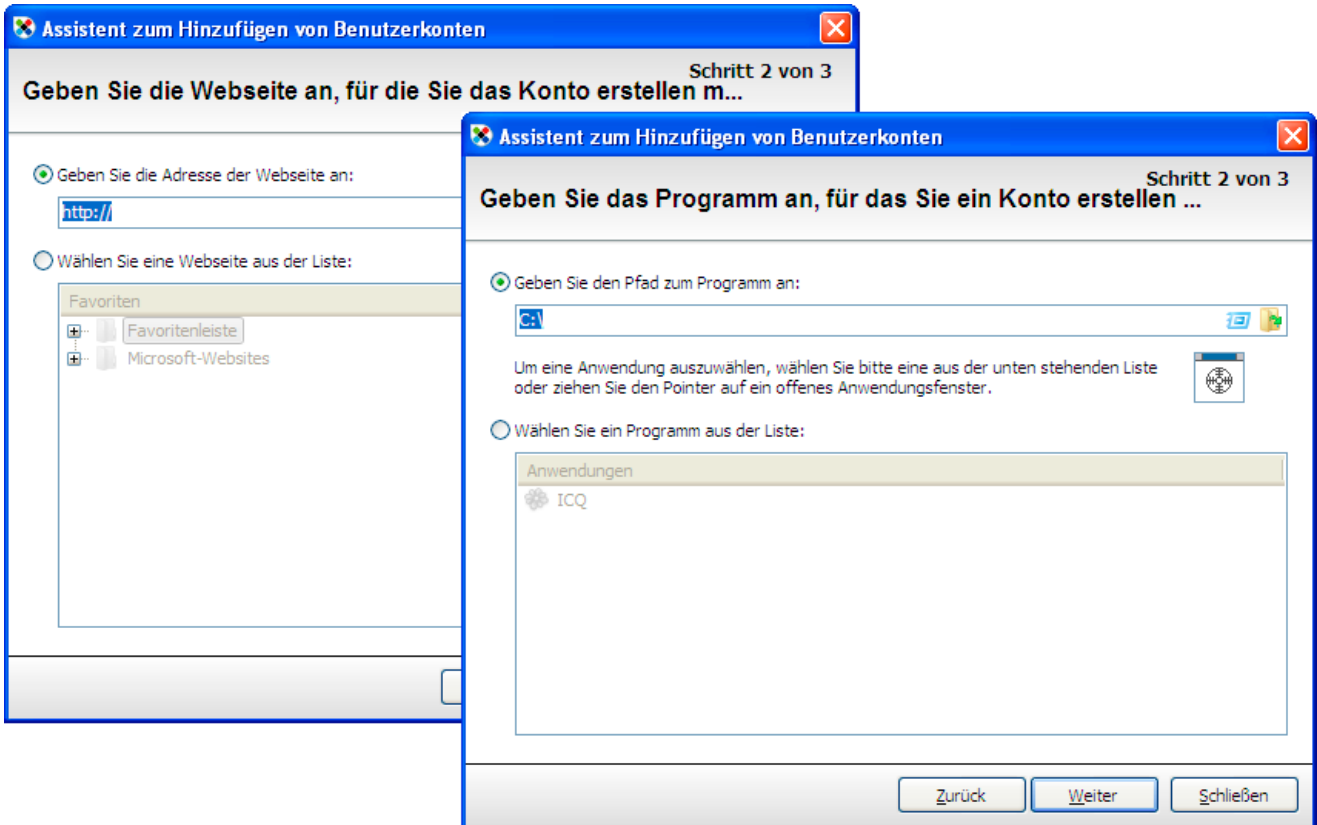 Assistent zum Hinzufügen von Benutzerkonten
Schritt 2 von 3
Geben Sie die Webseite an, für die Sie das Konto erstellen m...
Geben Sie die Adresse der Webseite an:
http://
Wählen Sie eine Webseite aus der Liste:
Favoriten
Favoritenleiste
Microsoft-Websites
Assistent zum Hinzufügen von Benutzerkonten
Schritt 2 von 3
Geben Sie das Programm an, für das Sie ein Konto erstellen ...
Geben Sie den Pfad zum Programm an:
C:\
Um eine Anwendung auszuwählen, wählen Sie bitte eine aus der unten stehenden Liste
oder ziehen Sie den Pointer auf ein offenes Anwendungsfenster.
Wählen Sie ein Programm aus der Liste:
Anwendungen
ICQ
Zurück Weiter Schließen